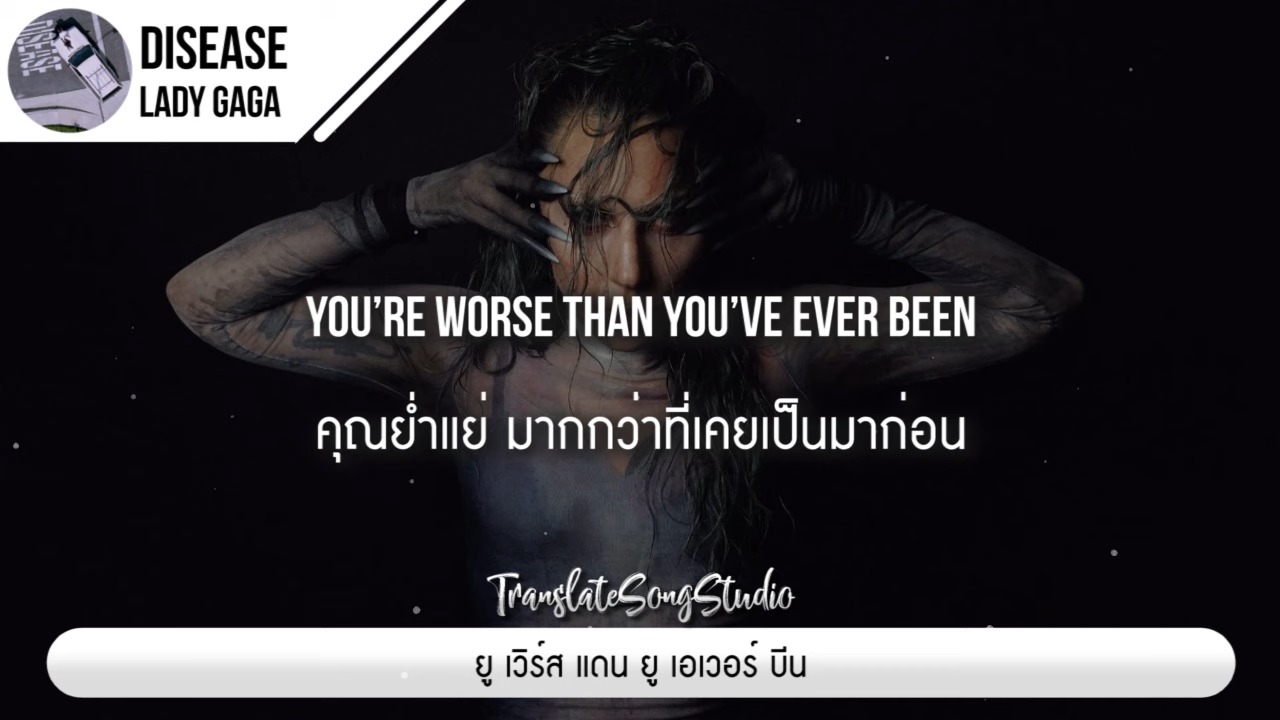 DISEASE
LADY GAGA
YOU’RE WORSE THAN YOU’VE EVER BEEN
คุณย่ำแย่ มากกว่าที่เคยเป็นมาก่อน
TranslateSongStudio
ยู เวิร์ส แดน ยู เอเวอร์ บีน